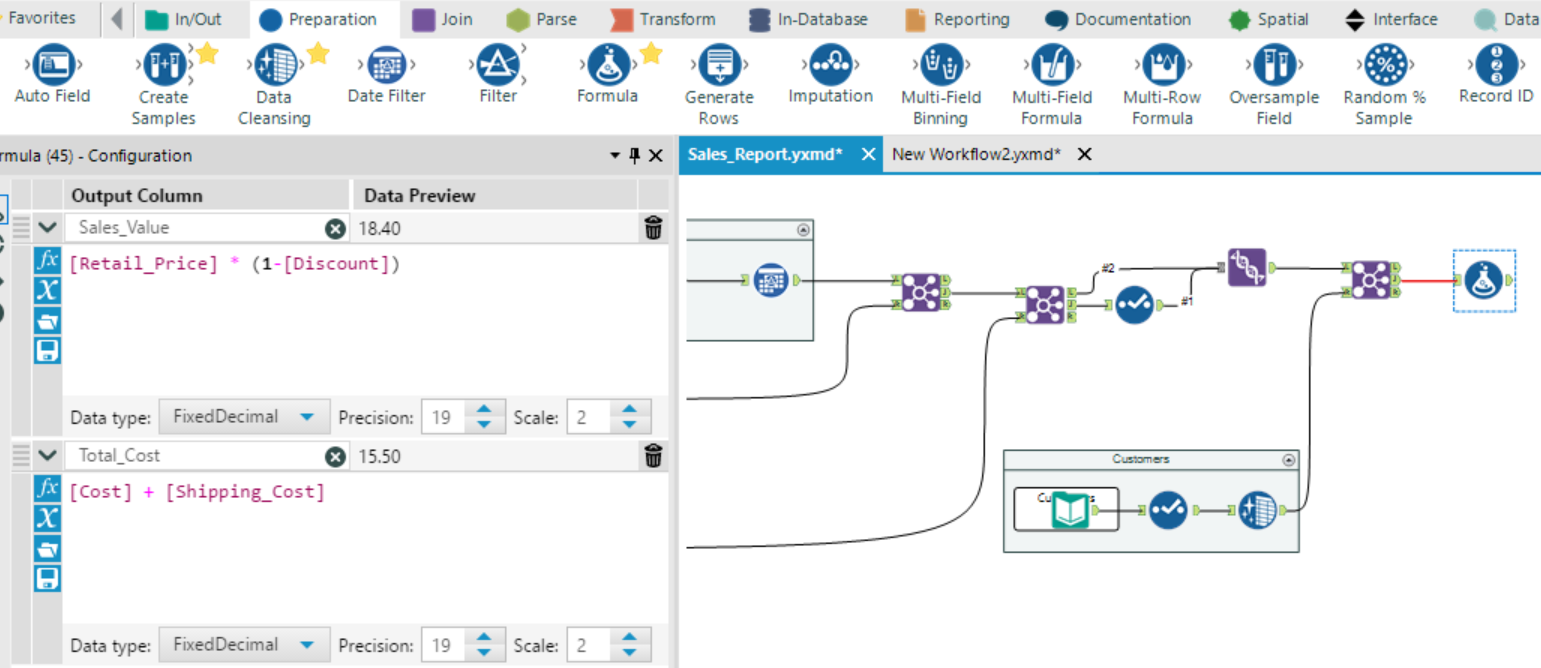 Favorites In/Out Preparation Join Parse Transform In-Database Reporting Documentation Spatial Interface Data
Auto Field Create Samples Data Cleansing Date Filter Filter Formula Generate Rows Imputation Multi-Field Binning Multi-Field Formula Multi-Row Formula Oversample Field Random % Sample Record ID
rmula (45) - Configuration
Sales_Report.yxmd* New Workflow2.yxmd*
Output Column Data Preview
Sales_Value 18.40
[Retail_Price] * (1-[Discount])
Data type: FixedDecimal Precision: 19 Scale: 2
Total_Cost 15.50
[Cost] + [Shipping_Cost]
Data type: FixedDecimal Precision: 19 Scale: 2
#2
#1
Customers